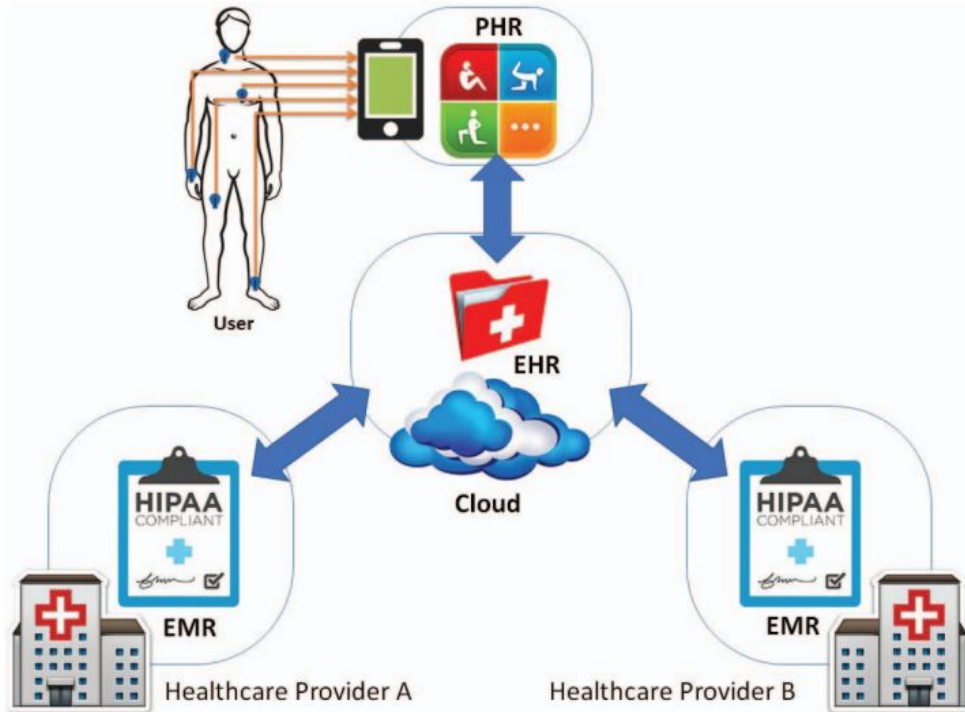 PHR
User
EHR
Cloud
HIPAA
COMPLIANT
EMR
Healthcare Provider A
HIPAA
COMPLIANT
EMR
Healthcare Provider B